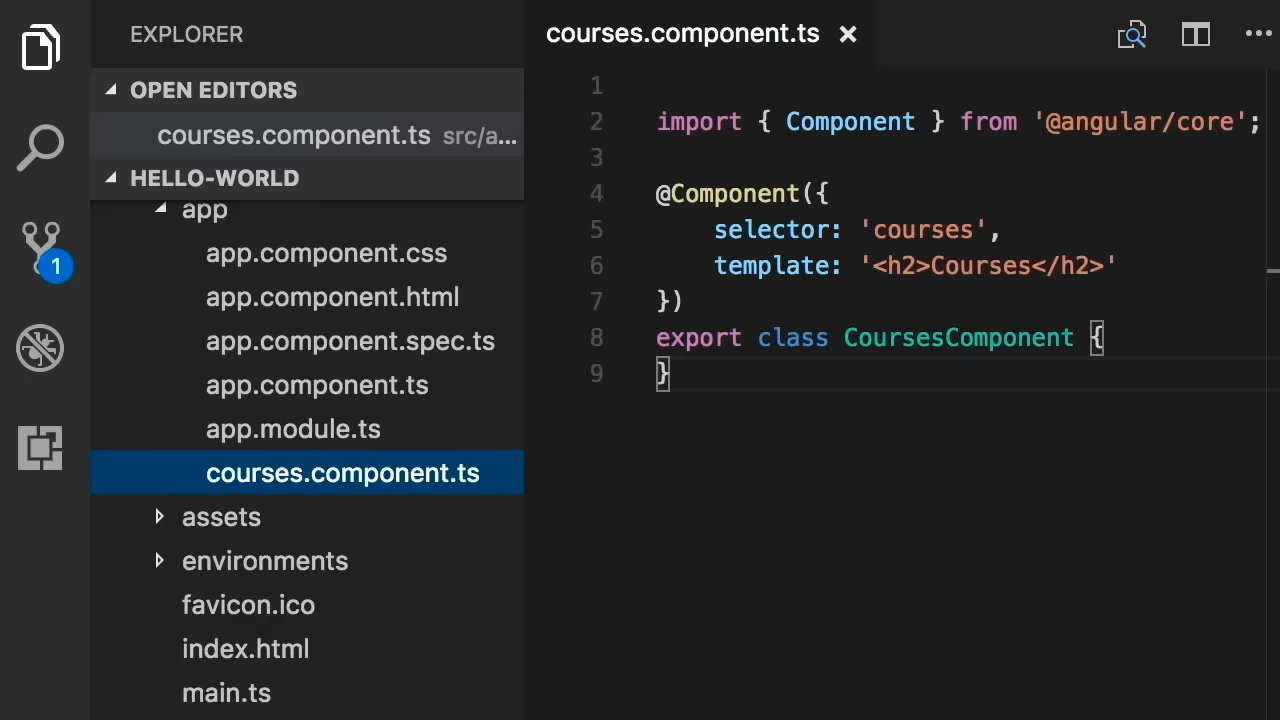 EXPLORER
OPEN EDITORS
courses.component.ts src/a...
HELLO-WORLD
app
app.component.css
app.component.html
app.component.spec.ts
app.component.ts
app.module.ts
courses.component.ts
assets
environments
favicon.ico
index.html
main.ts
1
courses.component.ts
1
2 import { Component } from '@angular/core';
3
4 @Component({
5 selector: 'courses',
6 template: '<h2>Courses</h2>'
7 })
8 export class CoursesComponent {
9 }